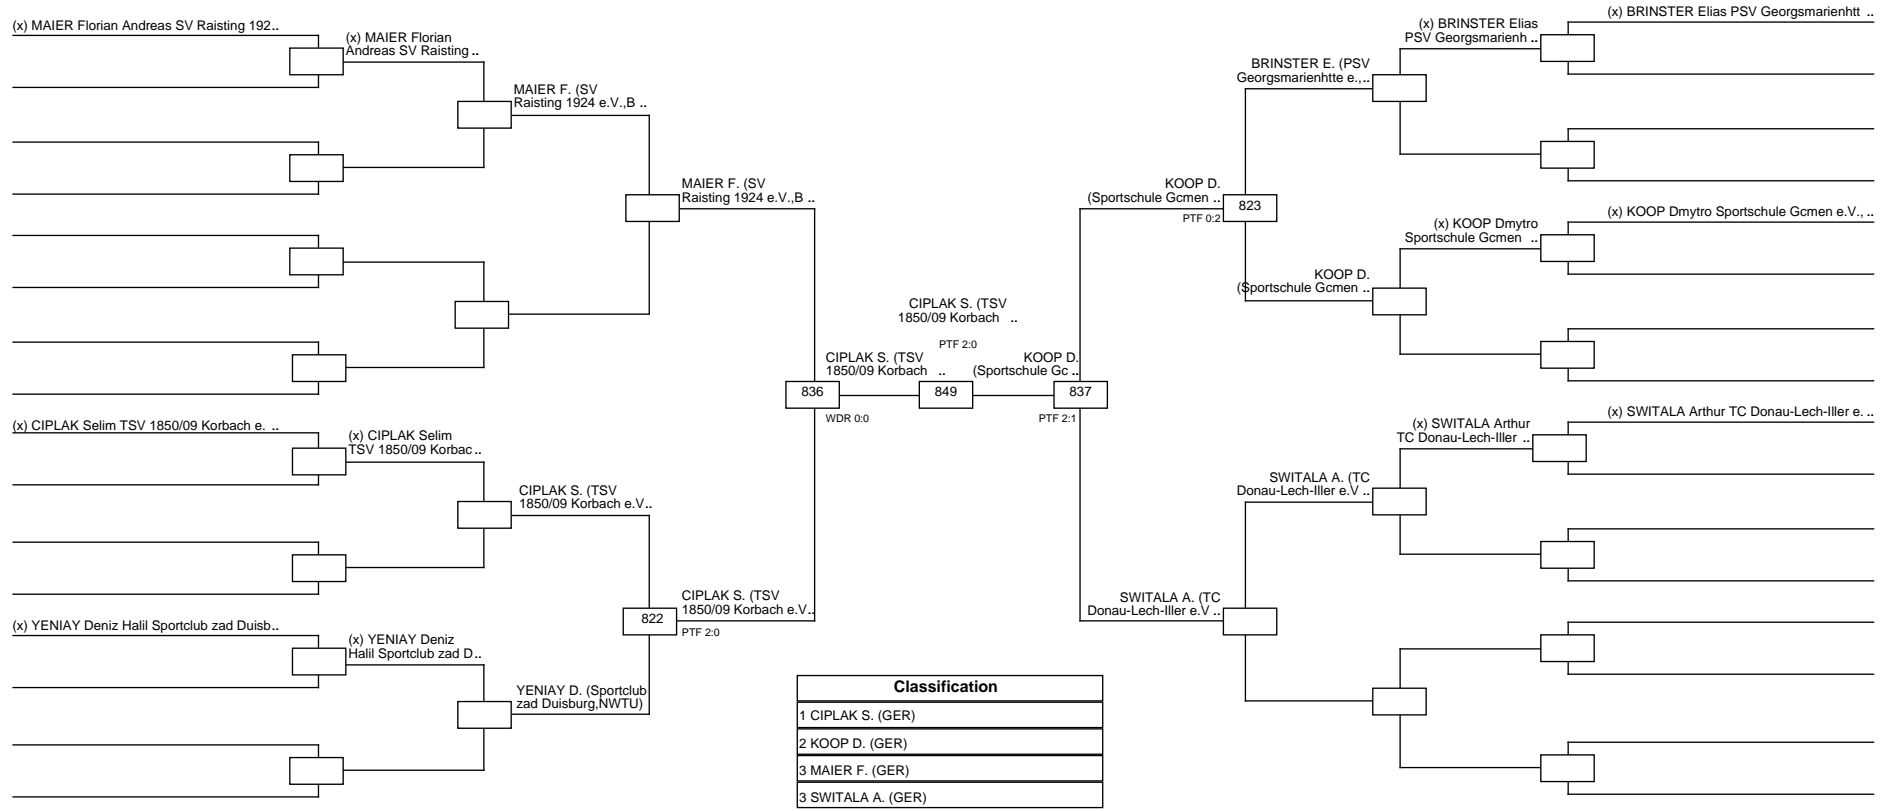 (x) MAIER Florian Andreas SV Raisting 192..
(x) MAIER Florian
Andreas SV Raisting ..
MAIER F. (SV
Raisting 1924 e.V.,B ..
MAIER F. (SV
Raisting 1924 e.V.,B ..
(x) CIPLAK Selim TSV 1850/09 Korbach e. ..
(x) CIPLAK Selim
TSV 1850/09 Korbac ..
CIPLAK S. (TSV
1850/09 Korbach e.V..
822
CIPLAK S. (TSV
1850/09 Korbach e.V..
PTF 2:0
(x) YENIAY Deniz Halil Sportclub zad Duisb..
(x) YENIAY Deniz
Halil Sportclub zad D..
YENIAY D. (Sportclub
zad Duisburg,NWTU)
836
CIPLAK S. (TSV
1850/09 Korbach ..
WDR 0:0
CIPLAK S. (TSV
1850/09 Korbach ..
PTF 2:0
849
KOOP D.
(Sportschule Gc ..
837
PTF 2:1
KOOP D.
(Sportschule Gcmen ..
823
PTF 0:2
BRINSTER E. (PSV
Georgsmarienhtte e.,..
(x) BRINSTER Elias
PSV Georgsmarienh ..
(x) BRINSTER Elias PSV Georgsmarienhtt ..
KOOP D.
(Sportschule Gcmen ..
(x) KOOP Dmytro
Sportschule Gcmen ..
(x) KOOP Dmytro Sportschule Gcmen e.V., ..
SWITALA A. (TC
Donau-Lech-Iller e.V ..
SWITALA A. (TC
Donau-Lech-Iller e.V ..
(x) SWITALA Arthur
TC Donau-Lech-Iller ..
(x) SWITALA Arthur TC Donau-Lech-Iller e. ..
Classification
1 CIPLAK S. (GER)
2 KOOP D. (GER)
3 MAIER F. (GER)
3 SWITALA A. (GER)